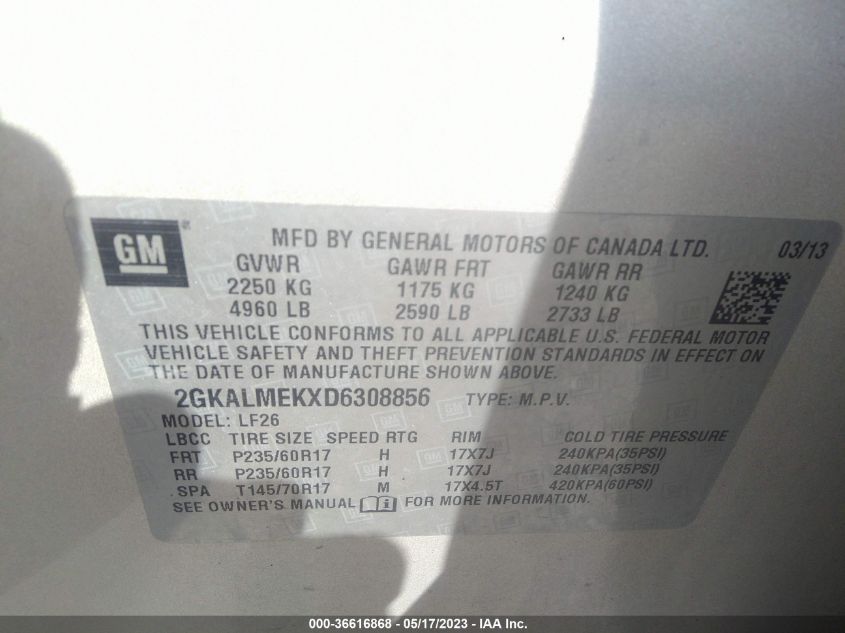 GM
MFD BY GENERAL MOTORS OF CANADA LTD. 03/13
GVWR GAWR FRT GAWR RR
2250 KG 1175 KG 1240 KG
4960 LB 2590 LB 2733 LB
THIS VEHICLE CONFORMS TO ALL APPLICABLE U.S. FEDERAL MOTOR
VEHICLE SAFETY AND THEFT PREVENTION STANDARDS IN EFFECT ON
THE DATE OF MANUFACTURE SHOWN ABOVE.
2GKALMEKXD6308856 TYPE: M.P.V.
MODEL: LF26
LBCC TIRE SIZE SPEED RTG RIM COLD TIRE PRESSURE
FRT P235/60R17 H 17X7J 240KPA(35PSI)
RR P235/60R17 H 17X7J 240KPA(35PSI)
SPA T145/70R17 M 17X4.5T 420KPA(60PSI)
SEE OWNER'S MANUAL FOR MORE INFORMATION.
000-36616868 - 05/17/2023 - IAA Inc.